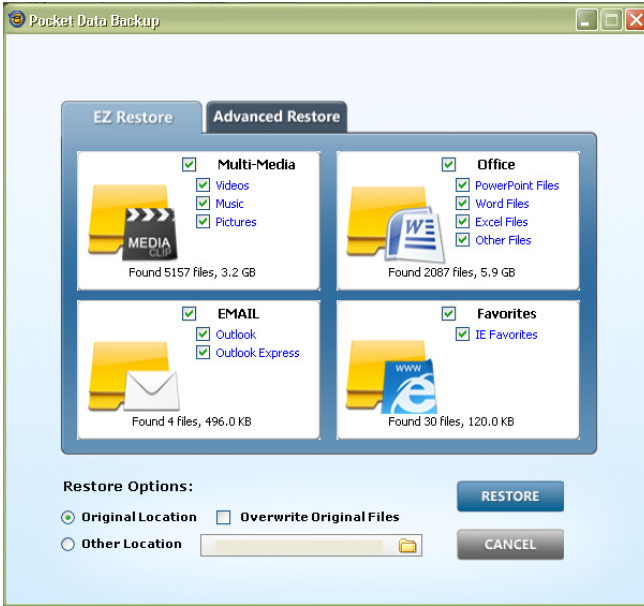 Pocket Data Backup
EZ Restore
Advanced Restore
Multi-Media
Videos
Music
Pictures
MEDIA
CLIP
Found 5157 files, 3.2 GB
Office
PowerPoint Files
Word Files
Excel Files
Other Files
W
Found 2087 files, 5.9 GB
EMAIL
Outlook
Outlook Express
Found 4 files, 496.0 KB
Favorites
IE Favorites
www
Found 30 files, 120.0 KB
Restore Options:
Original Location Overwrite Original Files
RESTORE
Other Location
CANCEL